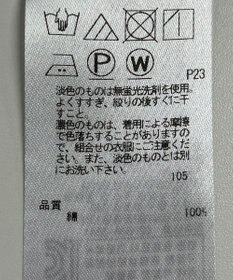 P
W
P23
淡色のものは無蛍光洗剤を使用。
よくすすぎ、絞りの後すぐに干
すこと。
濃色のものは、着用による摩擦
で色落ちすることがありますの
で、組合せの衣服にご注意くだ
さい。また、淡色のものとは別
にお洗い下さい。
105
品質
綿 100%